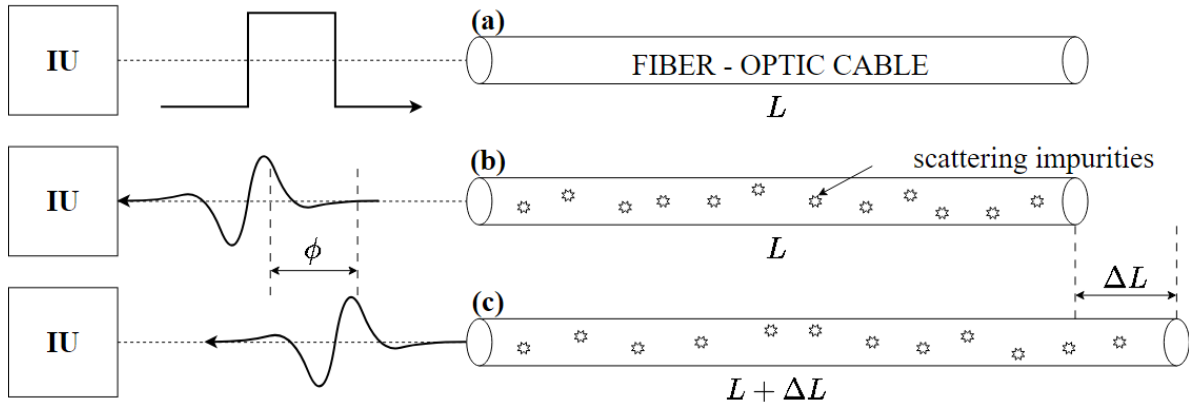 (a)
IU
FIBER - OPTIC CABLE
L
(b)
scattering impurities
IU
L
ϕ
ΔL
(c)
IU
L + ΔL